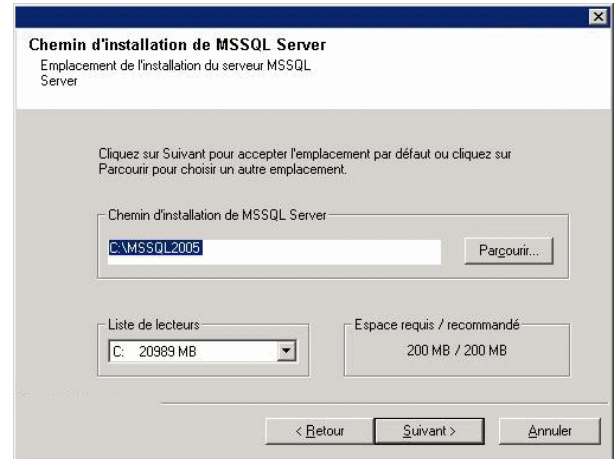 Chemin d'installation de MSSQL Server
Emplacement de l'installation du serveur MSSQL
Server
Cliquez sur Suivant pour accepter l'emplacement par défaut ou cliquez sur
Parcourir pour choisir un autre emplacement.
Chemin d'installation de MSSQL Server
C:\MSSQL2005
Parcourir...
Liste de lecteurs
C: 20989 MB
Espace requis / recommandé
200 MB / 200 MB
< Retour
Suivant >
Annuler